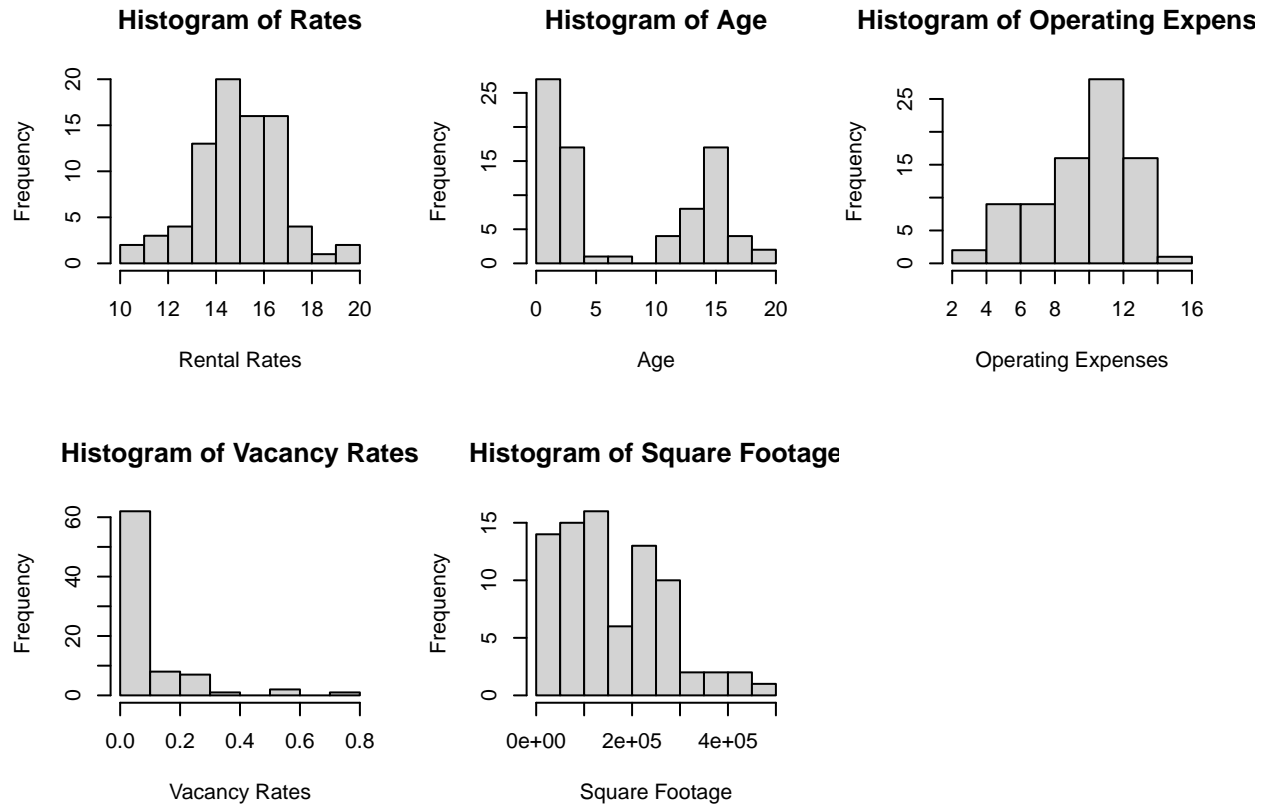 Histogram of Rates
Frequency
0 5 10 15 20
10 12 14 16 18 20
Rental Rates
Histogram of Age
Frequency
0 5 15 25
0 5 10 15 20
Age
Histogram of Operating Expens
Frequency
0 5 15 25
2 4 6 8 12 16
Operating Expenses
Histogram of Vacancy Rates
Frequency
0 20 40 60
0.0 0.2 0.4 0.6 0.8
Vacancy Rates
Histogram of Square Footage
Frequency
0 5 10 15
0e+00 2e+05 4e+05
Square Footage